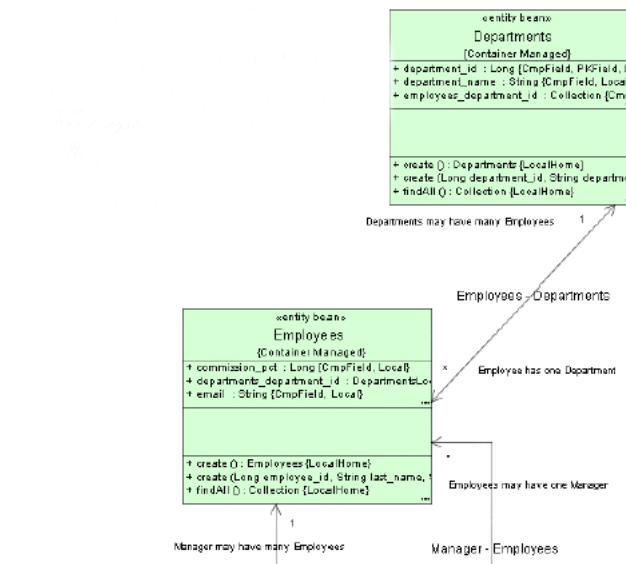 «entity bean»
Departments
{Container Managed}
+ department_id : Long {CmpField, PKField, L
+ department_name : String {CmpField, Local
+ employees_department_id : Collection {Cm
+ create () : Departments {LocalHome}
+ create (Long department_id, String departme
+ findAll () : Collection {LocalHome}
Departments may have many Employees
1
Employees - Departments
«entity bean»
Employees
{Container Managed}
+ commission_pct : Long {CmpField, Local}
+ departments_department_id : DepartmentsLo
+ email : String {CmpField, Local}
...
*
Employee has one Department
+ create () : Employees {LocalHome}
+ create (Long employee_id, String last_name,
+ findAll () : Collection {LocalHome}
...
*
Employees may have one Manager
1
Manager may have many Employees
Manager - Employees